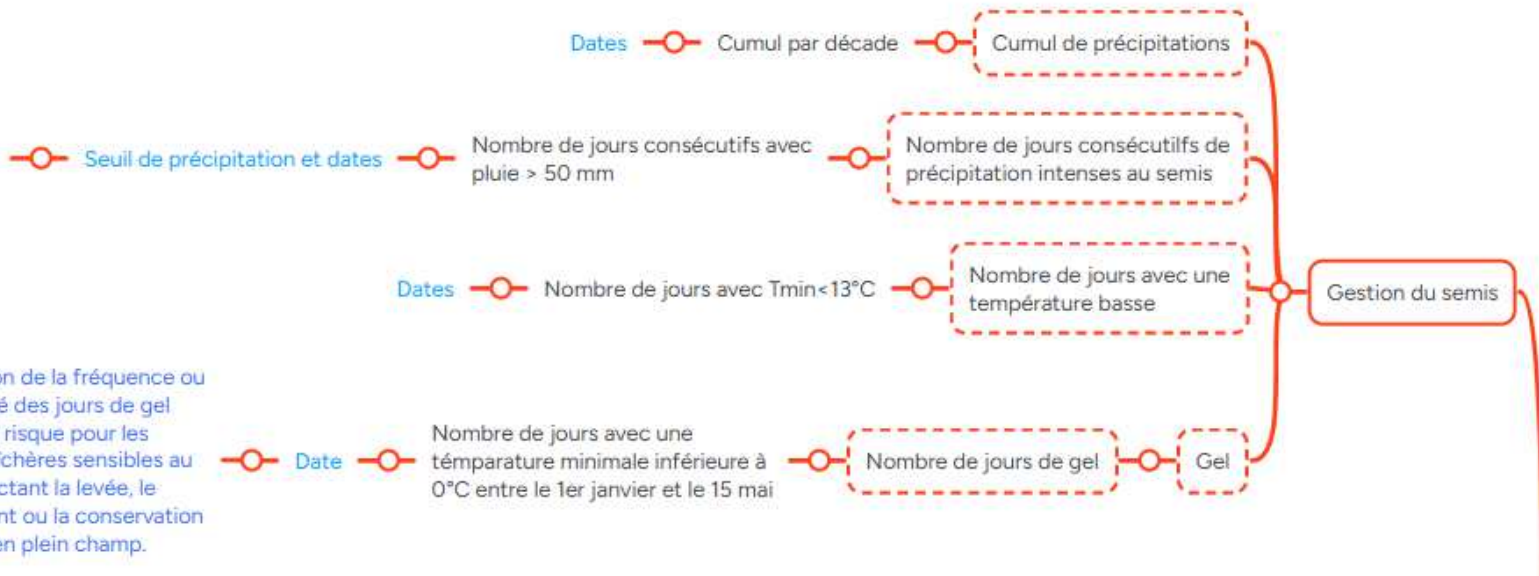 Dates
Cumul par décade
Cumul de précipitations
Seuil de précipitation et dates
Nombre de jours consécutifs avec
pluie > 50 mm
Nombre de jours consécutilfs de
précipitation intenses au semis
Dates
Nombre de jours avec Tmin<13°C
Nombre de jours avec une
température basse
Gestion du semis
on de la fréquence ou
é des jours de gel
risque pour les
îchères sensibles au
ctant la levée, le
nt ou la conservation
en plein champ.
Date
Nombre de jours avec une
témparature minimale inférieure à
0°C entre le 1er janvier et le 15 mai
Nombre de jours de gel
Gel